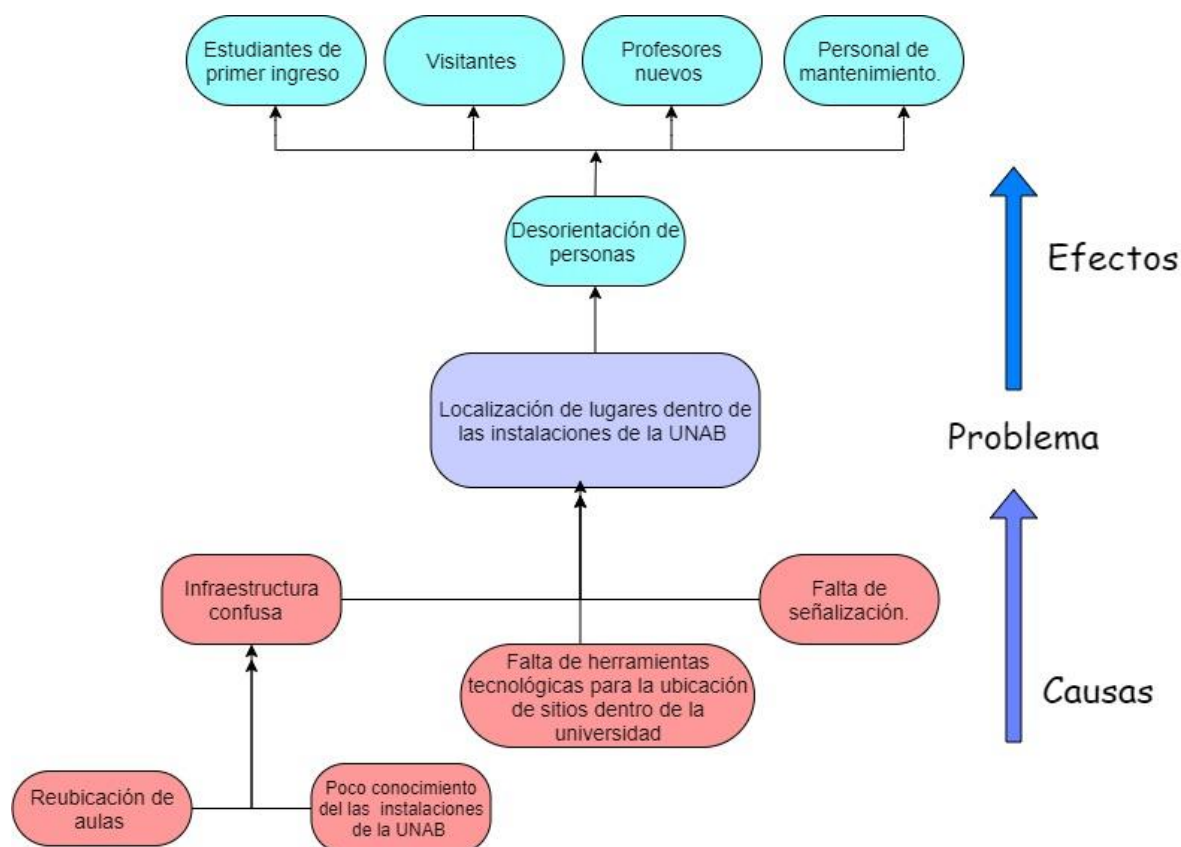 Estudiantes de
primer ingreso
Visitantes
Profesores
nuevos
Personal de
mantenimiento.
Desorientación de
personas
Efectos
Localización de lugares dentro de
las instalaciones de la UNAB
Problema
Infraestructura
confusa
Falta de
señalización.
Falta de herramientas
tecnológicas para la ubicación
de sitios dentro de la
universidad
Causas
Reubicación de
aulas
Poco conocimiento
del las instalaciones
de la UNAB